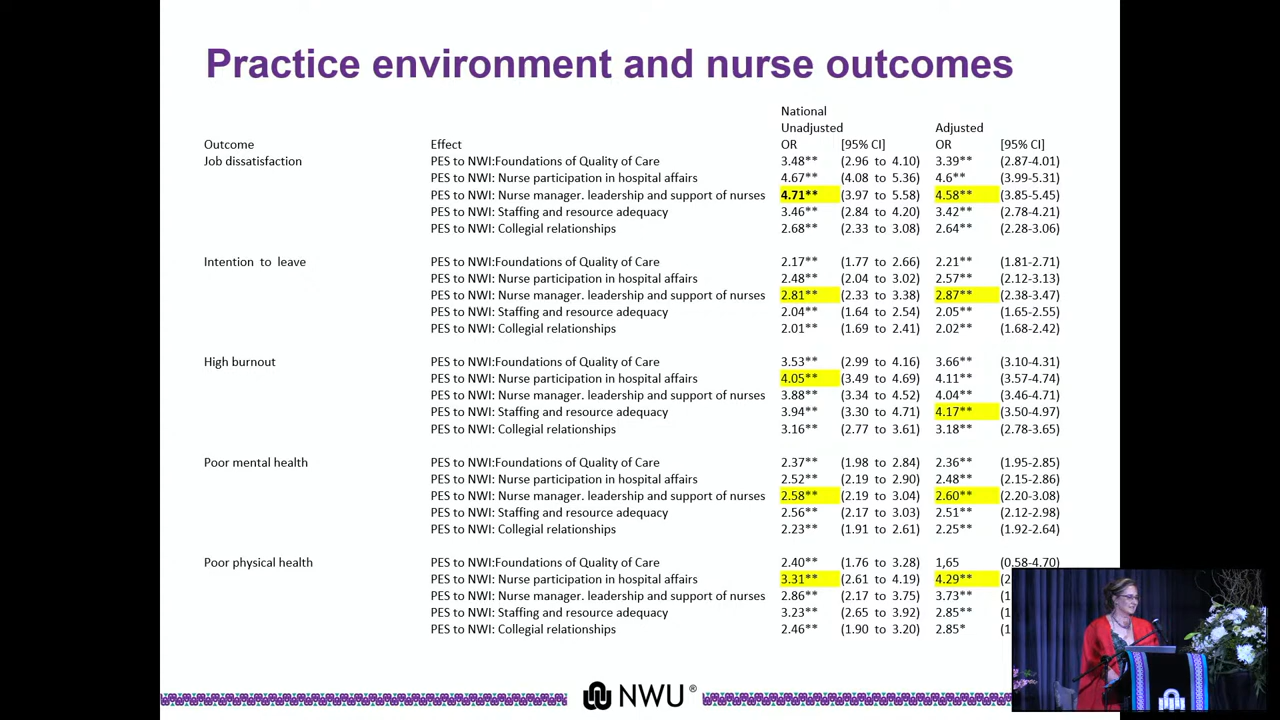 Practice environment and nurse outcomes
National
Unadjusted Adjusted
Outcome Effect OR [95% CI] OR [95% CI]
Job dissatisfaction PES to NWI:Foundations of Quality of Care 3.48** (2.96 to 4.10) 3.39** (2.87-4.01)
PES to NWI: Nurse participation in hospital affairs 4.67** (4.08 to 5.36) 4.6** (3.99-5.31)
PES to NWI: Nurse manager. leadership and support of nurses 4.71** (3.97 to 5.58) 4.58** (3.85-5.45)
PES to NWI: Staffing and resource adequacy 3.46** (2.84 to 4.20) 3.42** (2.78-4.21)
PES to NWI: Collegial relationships 2.68** (2.33 to 3.08) 2.64** (2.28-3.06)
Intention to leave PES to NWI:Foundations of Quality of Care 2.17** (1.77 to 2.66) 2.21** (1.81-2.71)
PES to NWI: Nurse participation in hospital affairs 2.48** (2.04 to 3.02) 2.57** (2.12-3.13)
PES to NWI: Nurse manager. leadership and support of nurses 2.81** (2.33 to 3.38) 2.87** (2.38-3.47)
PES to NWI: Staffing and resource adequacy 2.04** (1.64 to 2.54) 2.05** (1.65-2.55)
PES to NWI: Collegial relationships 2.01** (1.69 to 2.41) 2.02** (1.68-2.42)
High burnout PES to NWI:Foundations of Quality of Care 3.53** (2.99 to 4.16) 3.66** (3.10-4.31)
PES to NWI: Nurse participation in hospital affairs 4.05** (3.49 to 4.69) 4.11** (3.57-4.74)
PES to NWI: Nurse manager. leadership and support of nurses 3.88** (3.34 to 4.52) 4.04** (3.46-4.71)
PES to NWI: Staffing and resource adequacy 3.94** (3.30 to 4.71) 4.17** (3.50-4.97)
PES to NWI: Collegial relationships 3.16** (2.77 to 3.61) 3.18** (2.78-3.65)
Poor mental health PES to NWI:Foundations of Quality of Care 2.37** (1.98 to 2.84) 2.36** (1.95-2.85)
PES to NWI: Nurse participation in hospital affairs 2.52** (2.19 to 2.90) 2.48** (2.15-2.86)
PES to NWI: Nurse manager. leadership and support of nurses 2.58** (2.19 to 3.04) 2.60** (2.20-3.08)
PES to NWI: Staffing and resource adequacy 2.56** (2.17 to 3.03) 2.51** (2.12-2.98)
PES to NWI: Collegial relationships 2.23** (1.91 to 2.61) 2.25** (1.92-2.64)
Poor physical health PES to NWI:Foundations of Quality of Care 2.40** (1.76 to 3.28) 1,65 (0.58-4.70)
PES to NWI: Nurse participation in hospital affairs 3.31** (2.61 to 4.19) 4.29** (2
PES to NWI: Nurse manager. leadership and support of nurses 2.86** (2.17 to 3.75) 3.73** (1
PES to NWI: Staffing and resource adequacy 3.23** (2.65 to 3.92) 2.85** (1
PES to NWI: Collegial relationships 2.46** (1.90 to 3.20) 2.85* (1
NWU®